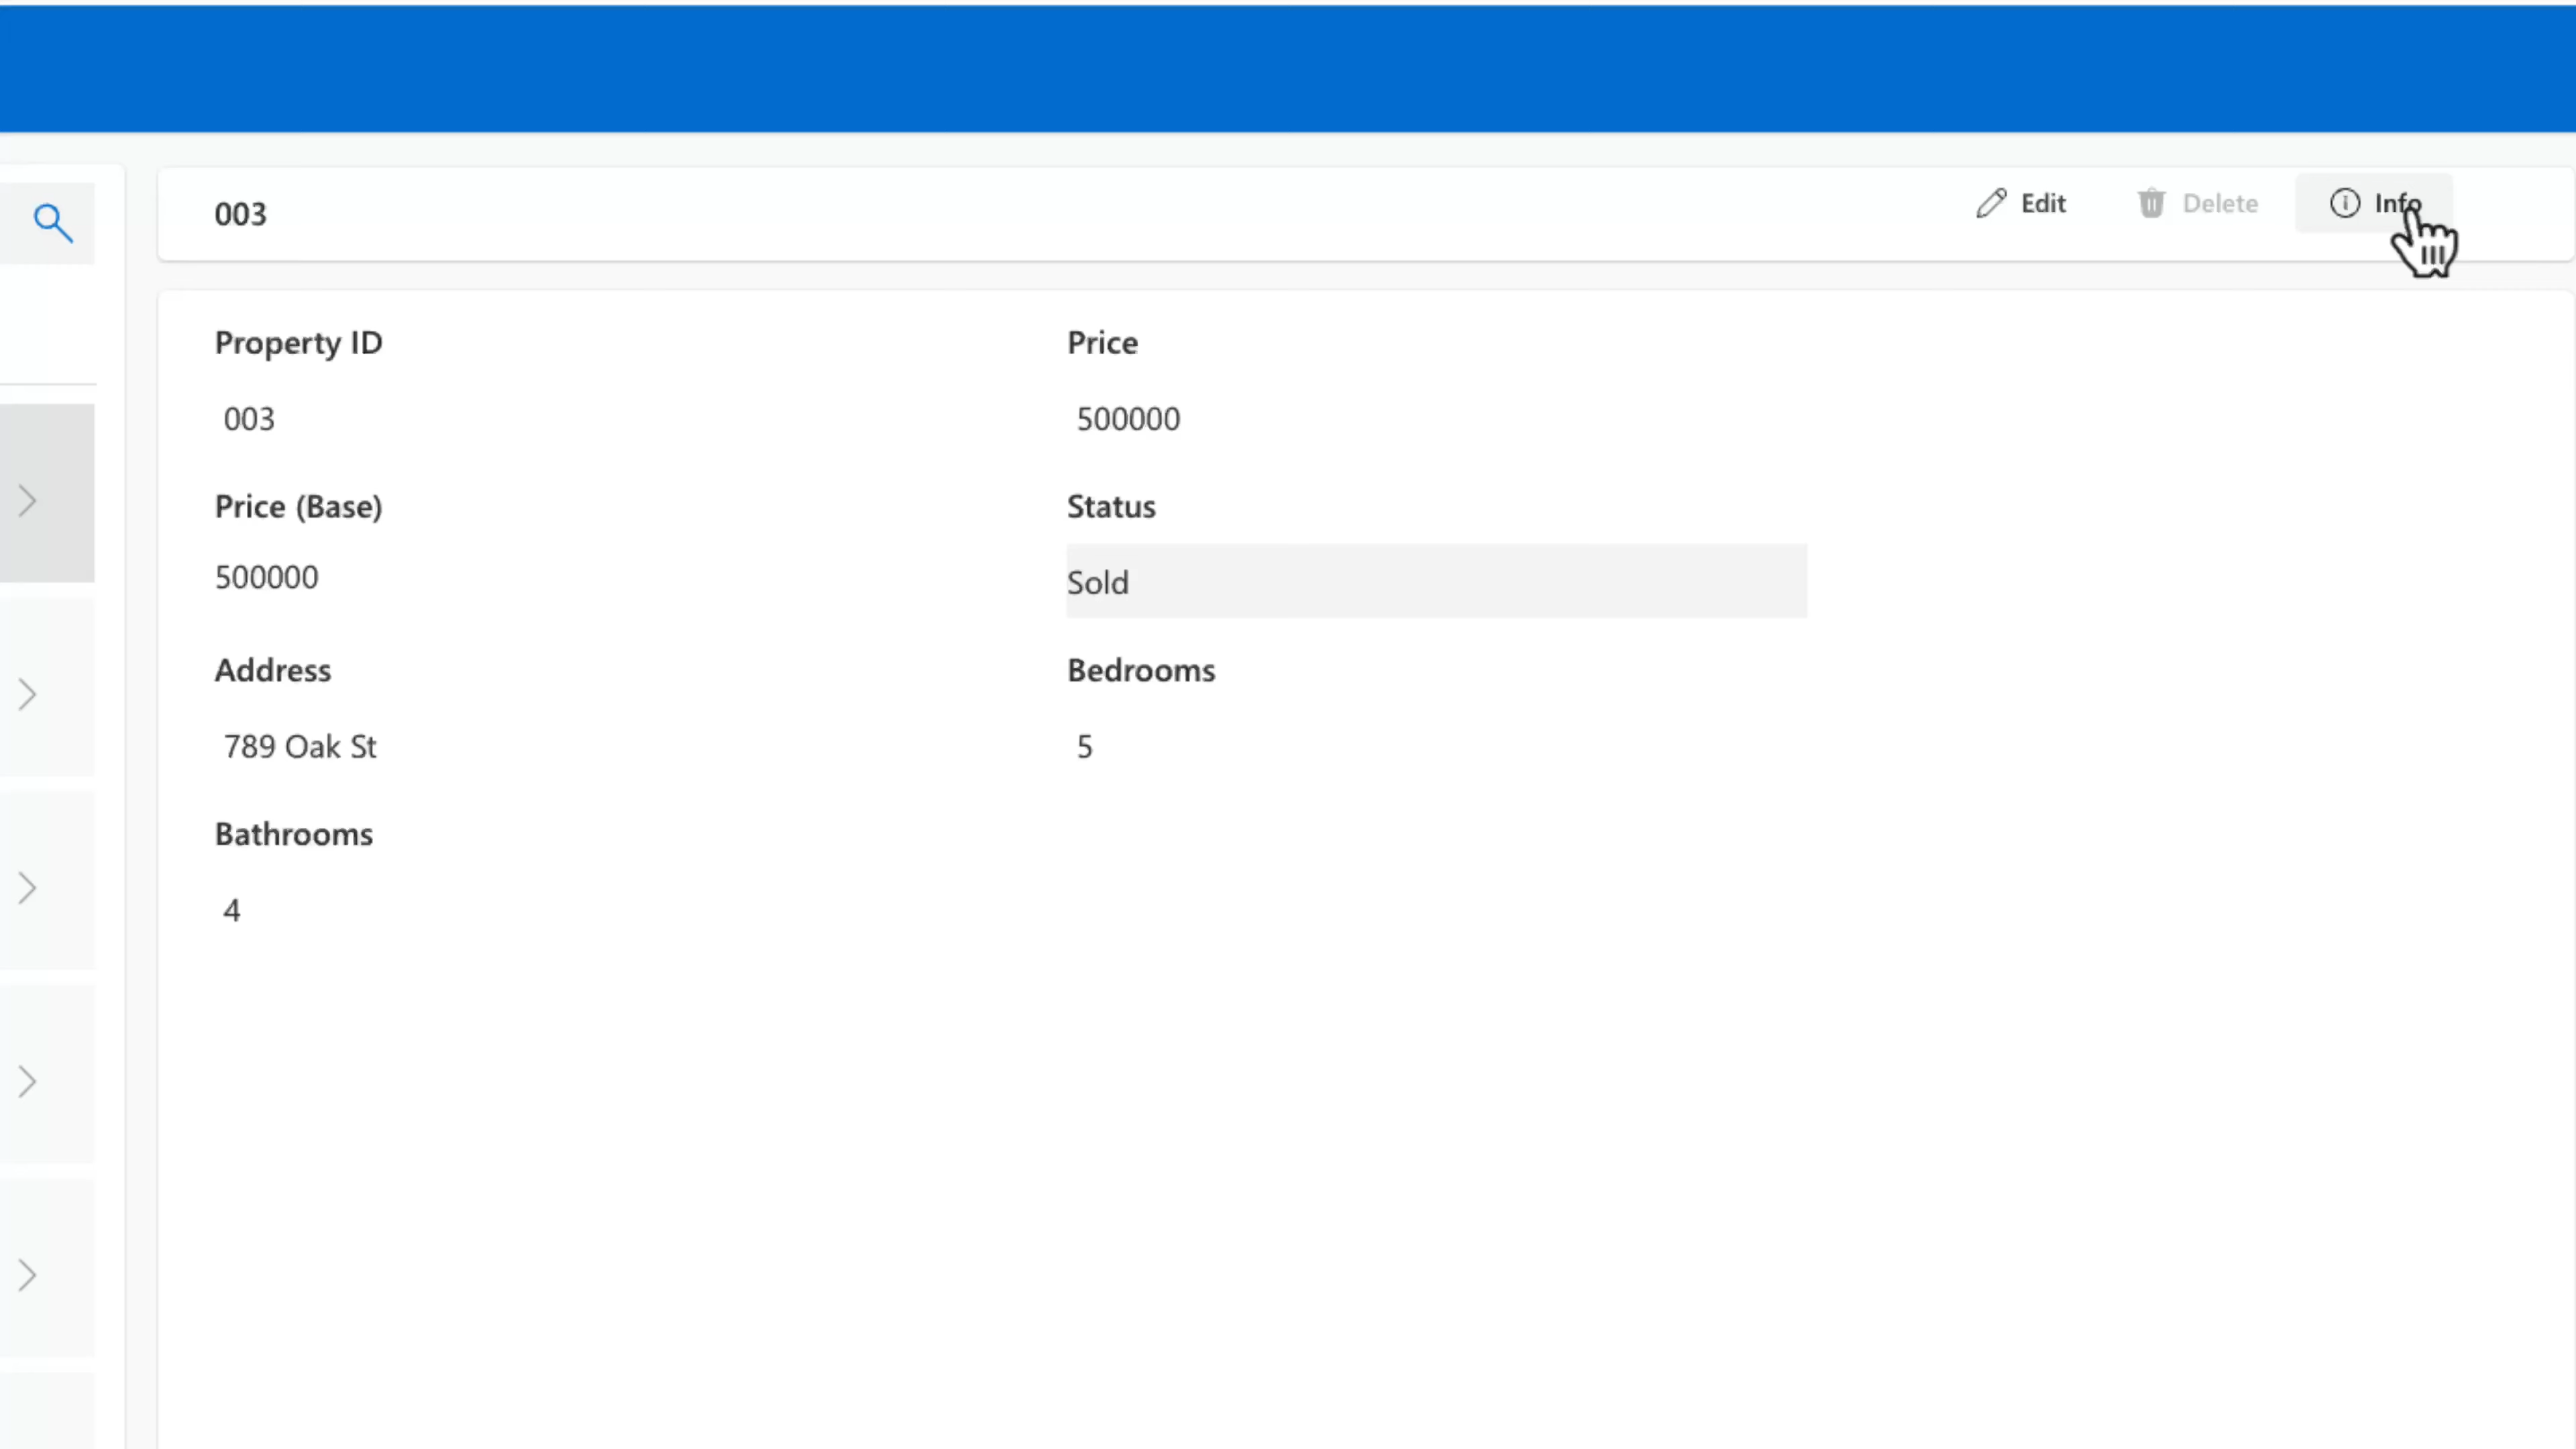 003
Edit
Delete
Info
Property ID
Price
003
500000
Price (Base)
Status
500000
Sold
Address
Bedrooms
789 Oak St
5
Bathrooms
4